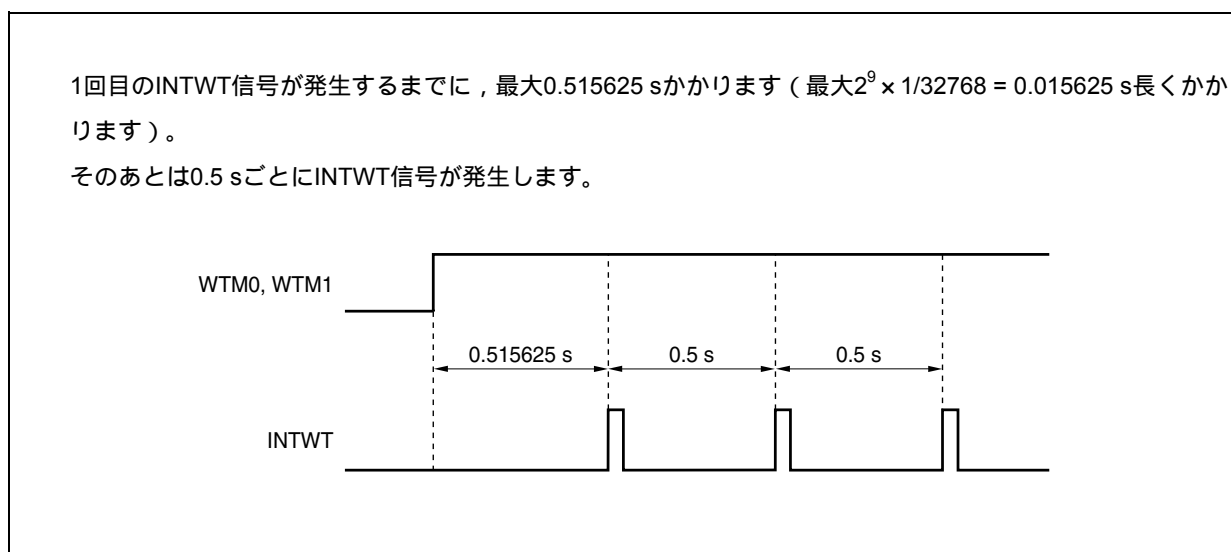 1回目のINTWT信号が発生するまでに，最大0.515625 sかかります（最大2⁹ × 1/32768 = 0.015625 s長くかか
ります）。
そのあとは0.5 sごとにINTWT信号が発生します。
WTM0, WTM1
0.515625 s 0.5 s 0.5 s
INTWT